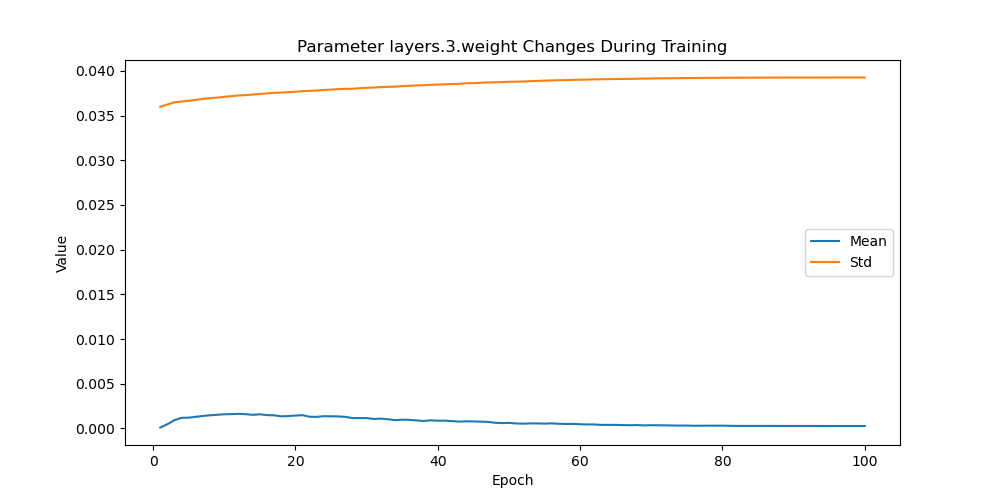 Parameter layers.3.weight Changes During Training
0.040
0.035
0.030
0.025
0.020
0.015
0.010
0.005
0.000
Value
Mean
Std
0 20 40 60 80 100
Epoch